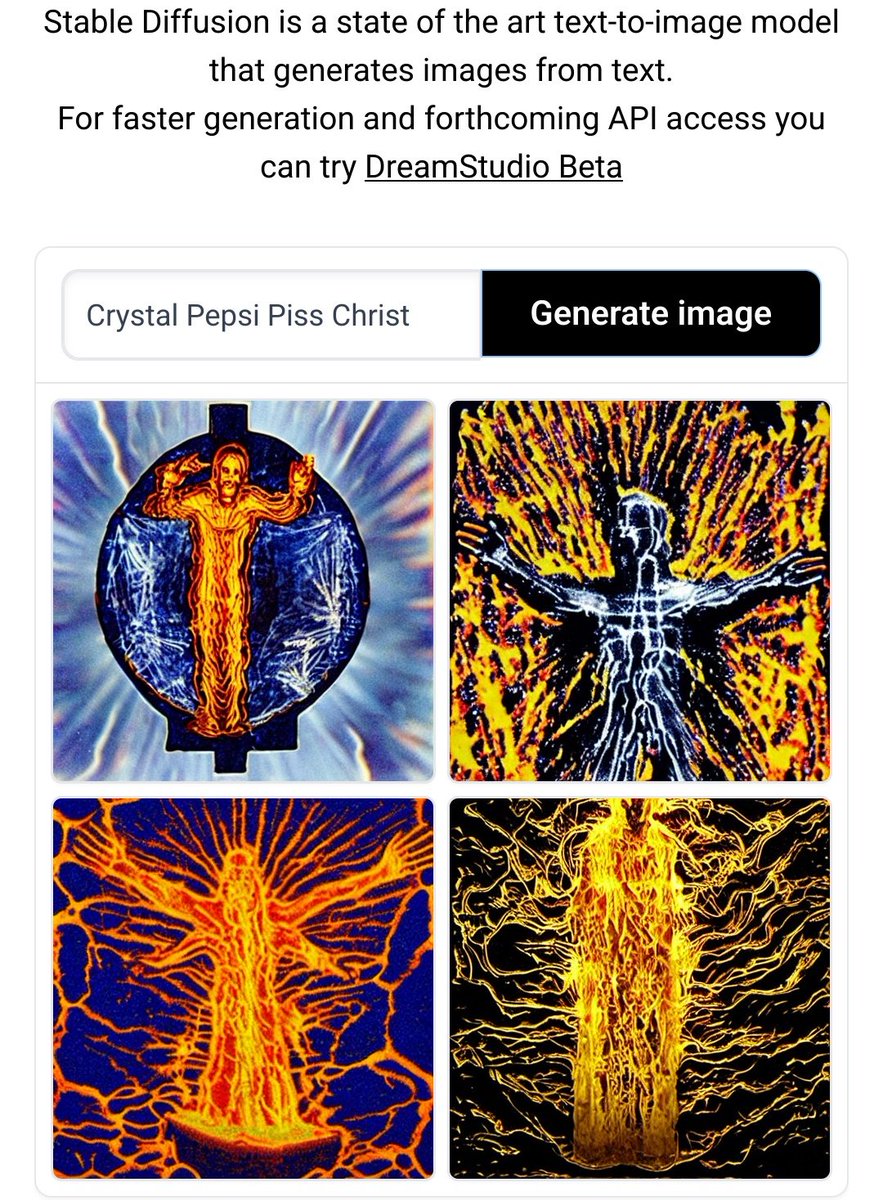 Stable Diffusion is a state of the art text-to-image model
that generates images from text.
For faster generation and forthcoming API access you
can try DreamStudio Beta
Crystal Pepsi Piss Christ
Generate image